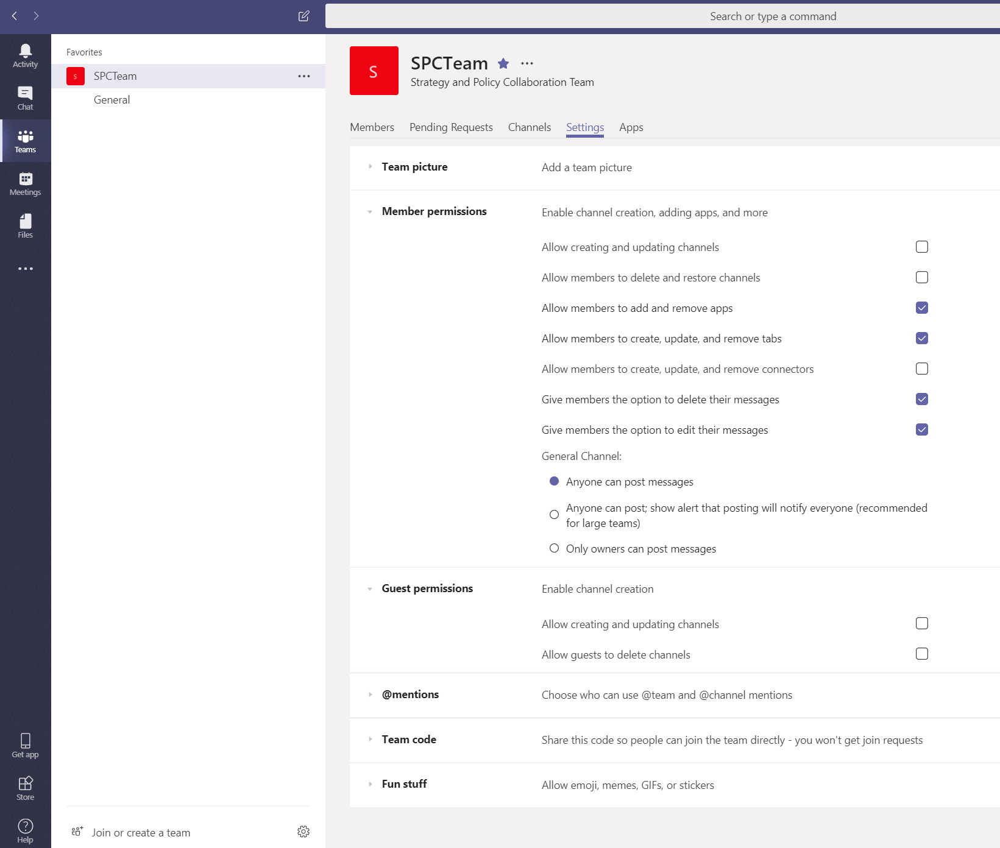 Search or type a command
Activity
Chat
Teams
Meetings
Files
Get app
Store
Help
Favorites
S
SPCTeam
General
Join or create a team
S
SPCTeam
Strategy and Policy Collaboration Team
Members Pending Requests Channels Settings Apps
Team picture Add a team picture
Member permissions Enable channel creation, adding apps, and more
Allow creating and updating channels
Allow members to delete and restore channels
Allow members to add and remove apps
Allow members to create, update, and remove tabs
Allow members to create, update, and remove connectors
Give members the option to delete their messages
Give members the option to edit their messages
General Channel:
Anyone can post messages
Anyone can post; show alert that posting will notify everyone (recommended
for large teams)
Only owners can post messages
Guest permissions Enable channel creation
Allow creating and updating channels
Allow guests to delete channels
@mentions Choose who can use @team and @channel mentions
Team code Share this code so people can join the team directly - you won't get join requests
Fun stuff Allow emoji, memes, GIFs, or stickers